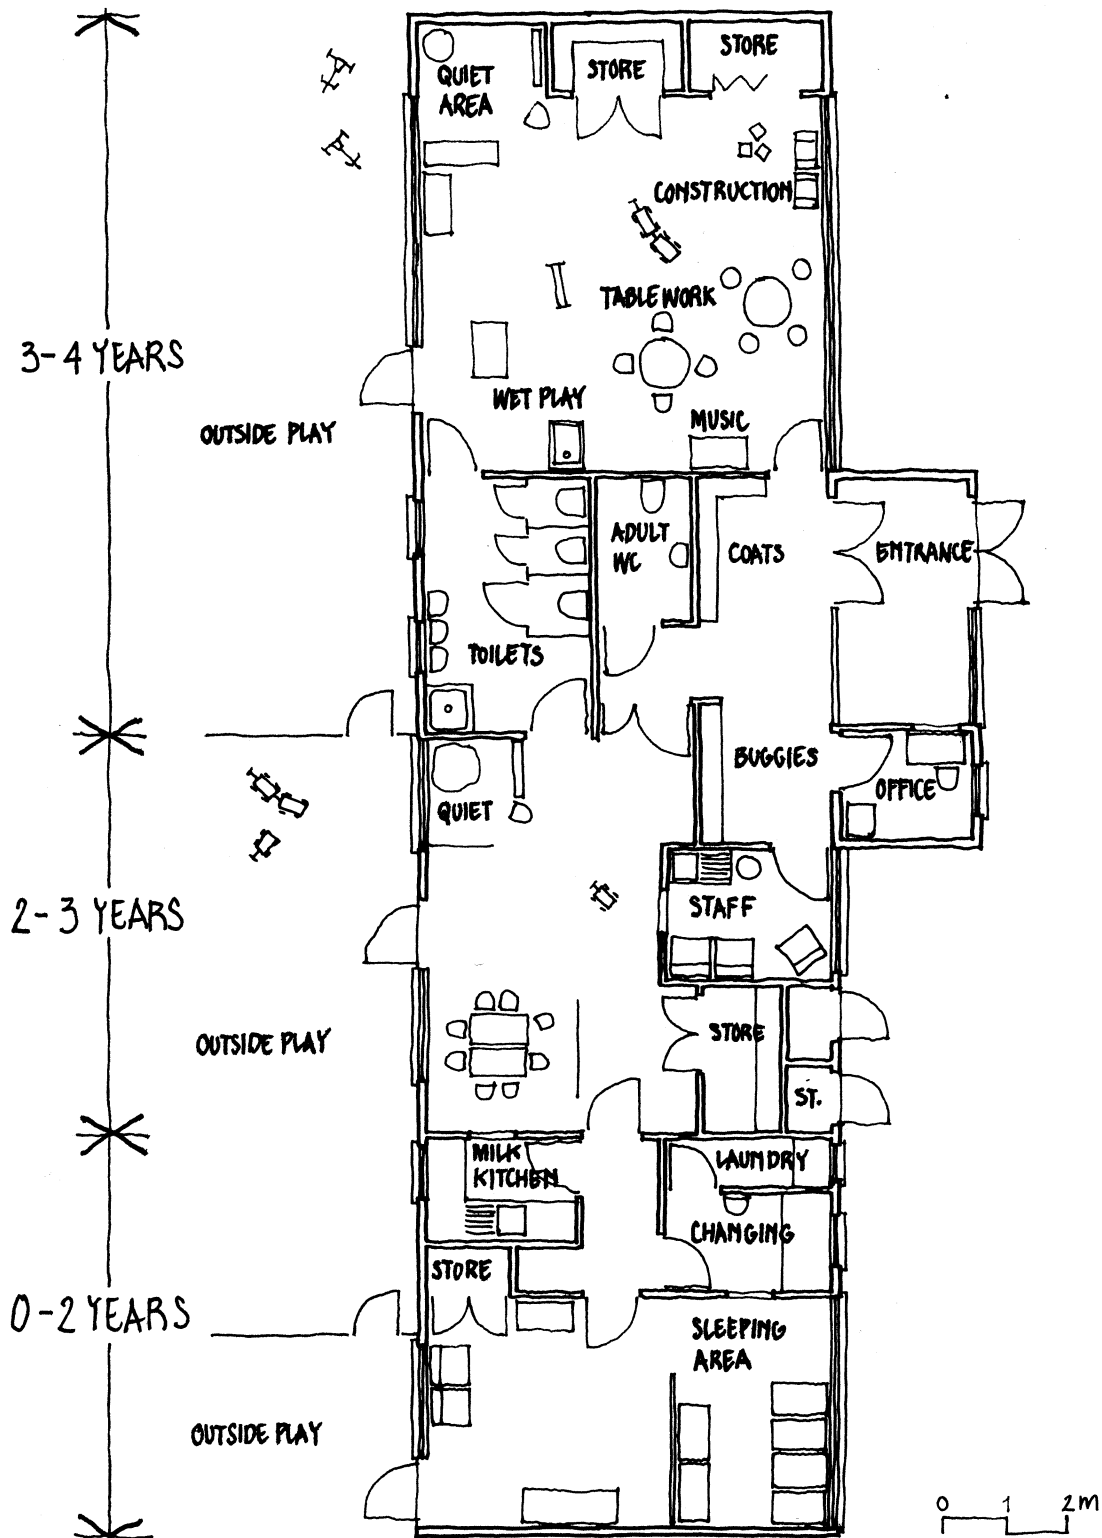 STORE
STORE
QUIET
AREA
CONSTRUCTION
TABLEWORK
3-4 YEARS
WET PLAY
MUSIC
OUTSIDE PLAY
ADULT
WC
COATS
ENTRANCE
TOILETS
BUGGIES
OFFICE
QUIET
STAFF
2-3 YEARS
STORE
OUTSIDE PLAY
ST.
MILK
KITCHEN
LAUNDRY
CHANGING
STORE
0-2 YEARS
SLEEPING
AREA
OUTSIDE PLAY
0 1 2M